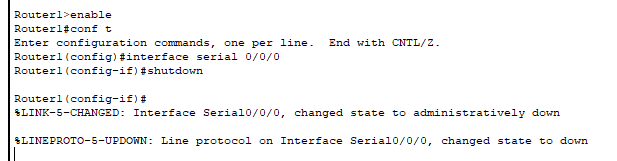 Router1>enable
Router1#conf t
Enter configuration commands, one per line.  End with CNTL/Z.
Router1(config)#interface serial 0/0/0
Router1(config-if)#shutdown
Router1(config-if)#
%LINK-5-CHANGED: Interface Serial0/0/0, changed state to administratively down
%LINEPROTO-5-UPDOWN: Line protocol on Interface Serial0/0/0, changed state to down